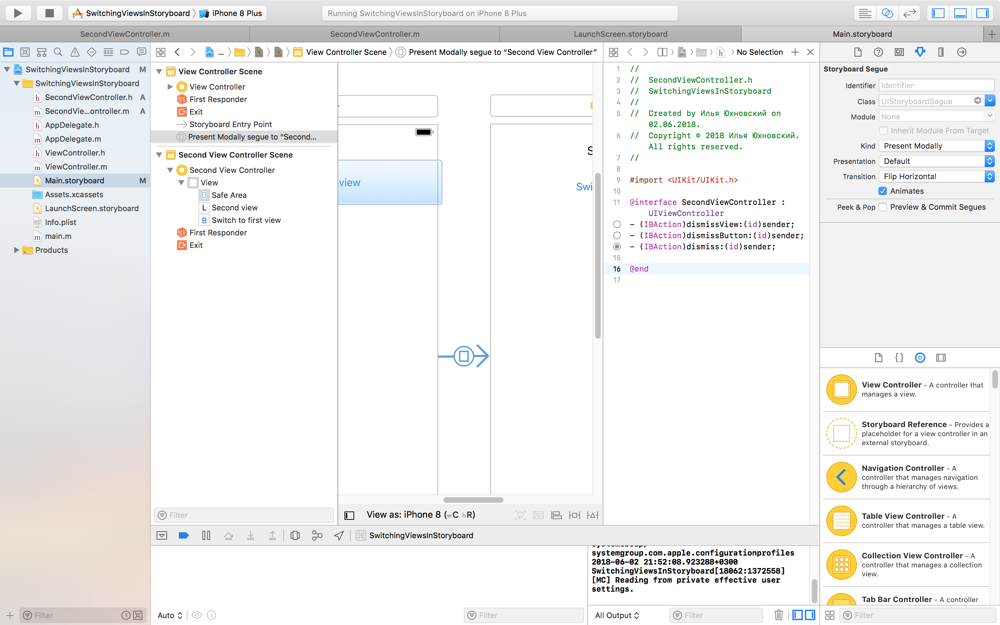 SwitchingViewsInStoryboard
iPhone 8 Plus
Running SwitchingViewsInStoryboard on iPhone 8 Plus
SecondViewController.m
SecondViewController.m
LaunchScreen.storyboard
Main.storyboard
...
View Controller Scene
Present Modally segue to “Second View Controller”
No Selection
SwitchingViewsInStoryboard M
SwitchingViewsInStoryboard
SecondViewController.h A
SecondVie...ontroller.m A
AppDelegate.h
AppDelegate.m
ViewController.h
ViewController.m
Main.storyboard M
Assets.xcassets
LaunchScreen.storyboard
Info.plist
main.m
Products
Filter
View Controller Scene
View Controller
First Responder
Exit
Storyboard Entry Point
Present Modally segue to “Second...
Second View Controller Scene
Second View Controller
View
Safe Area
L Second view
B Switch to first view
First Responder
Exit
Filter
view
S
Swi
View as: iPhone 8 (wC hR)
1 //
2 // SecondViewController.h
3 // SwitchingViewsInStoryboard
4 //
5 // Created by Илья Юхновский on
02.06.2018.
6 // Copyright © 2018 Илья Юхновский.
All rights reserved.
7 //
8
9 #import <UIKit/UIKit.h>
10
11 @interface SecondViewController :
UIViewController
- (IBAction)dismissView:(id)sender;
- (IBAction)dismissButton:(id)sender;
- (IBAction)dismiss:(id)sender;
15
16 @end
17
Storyboard Segue
Identifier Identifier
Class UIStoryboardSegue
Module None
Inherit Module From Target
Kind Present Modally
Presentation Default
Transition Flip Horizontal
Animates
Peek & Pop Preview & Commit Segues
{}
View Controller - A controller that
manages a view.
Storyboard Reference - Provides a
placeholder for a view controller in an
external storyboard.
Navigation Controller - A
controller that manages navigation
through a hierarchy of views.
Table View Controller - A
controller that manages a table view.
Collection View Controller - A
controller that manages a collection
view.
Tab Bar Controller - A controller
Filter
SwitchingViewsInStoryboard
systemgroup.com.apple.configurationprofiles
2018-06-02 21:52:08.923288+0300
SwitchingViewsInStoryboard[18062:1372558]
[MC] Reading from private effective user
settings.
Auto
Filter
All Output
Filter